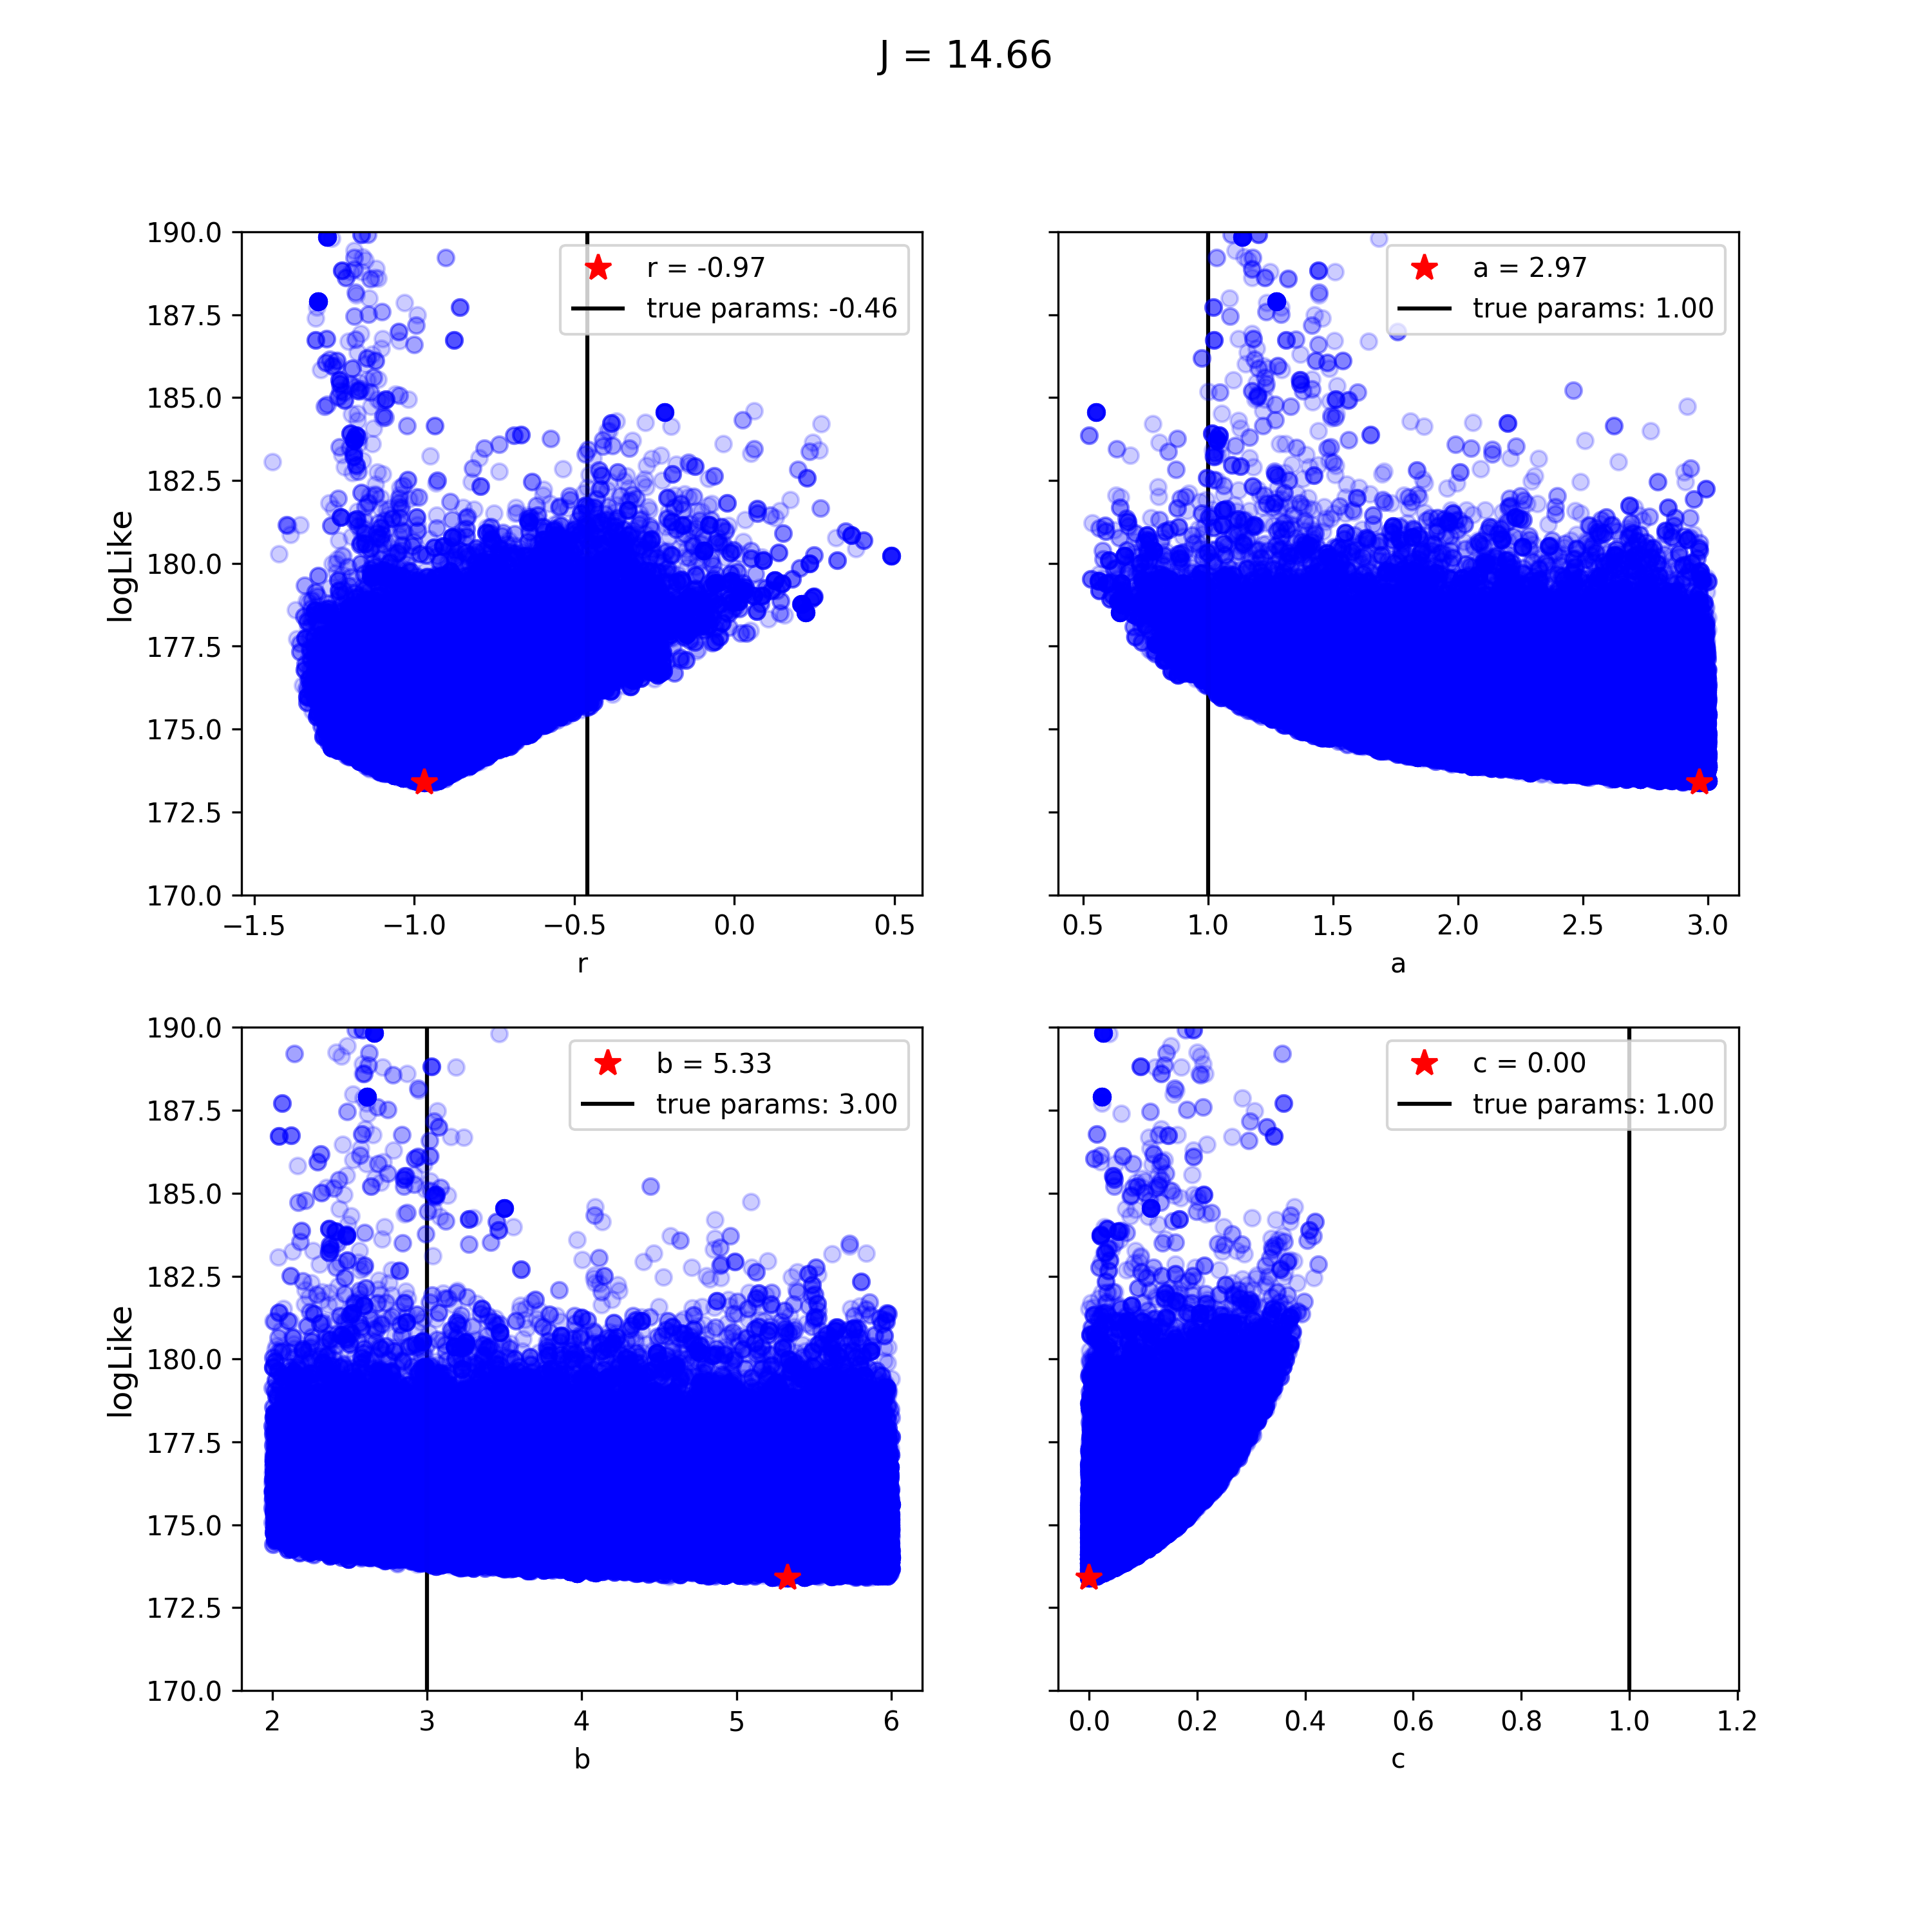 J = 14.66
190.0
187.5
185.0
182.5
180.0
177.5
175.0
172.5
170.0
logLike
r = -0.97
true params: -0.46
−1.5 −1.0 −0.5 0.0 0.5
r
a = 2.97
true params: 1.00
0.5 1.0 1.5 2.0 2.5 3.0
a
190.0
187.5
185.0
182.5
180.0
177.5
175.0
172.5
170.0
logLike
b = 5.33
true params: 3.00
2 3 4 5 6
b
c = 0.00
true params: 1.00
0.0 0.2 0.4 0.6 0.8 1.0 1.2
c